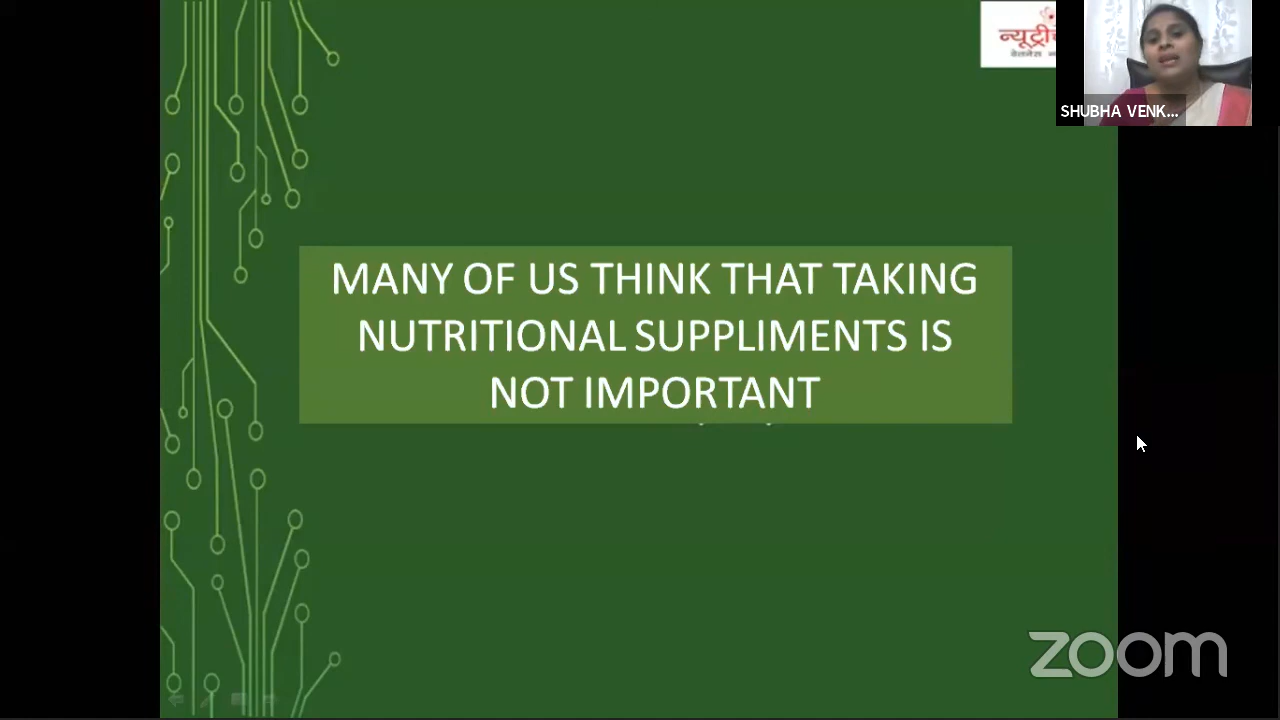 SHUBHA VENK...
MANY OF US THINK THAT TAKING
NUTRITIONAL SUPPLIMENTS IS
NOT IMPORTANT
zoom